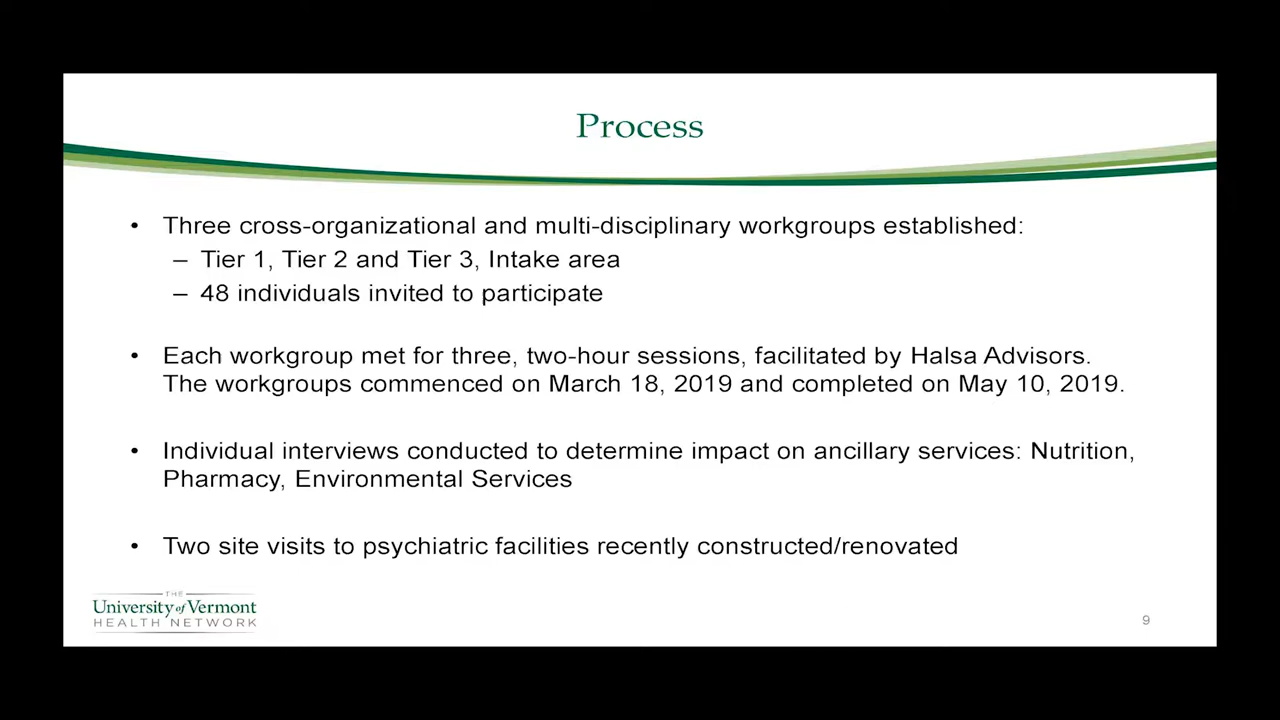 Process
• Three cross-organizational and multi-disciplinary workgroups established:
– Tier 1, Tier 2 and Tier 3, Intake area
– 48 individuals invited to participate
• Each workgroup met for three, two-hour sessions, facilitated by Halsa Advisors.
The workgroups commenced on March 18, 2019 and completed on May 10, 2019.
• Individual interviews conducted to determine impact on ancillary services: Nutrition,
Pharmacy, Environmental Services
• Two site visits to psychiatric facilities recently constructed/renovated
THE
University of Vermont
HEALTH NETWORK
9